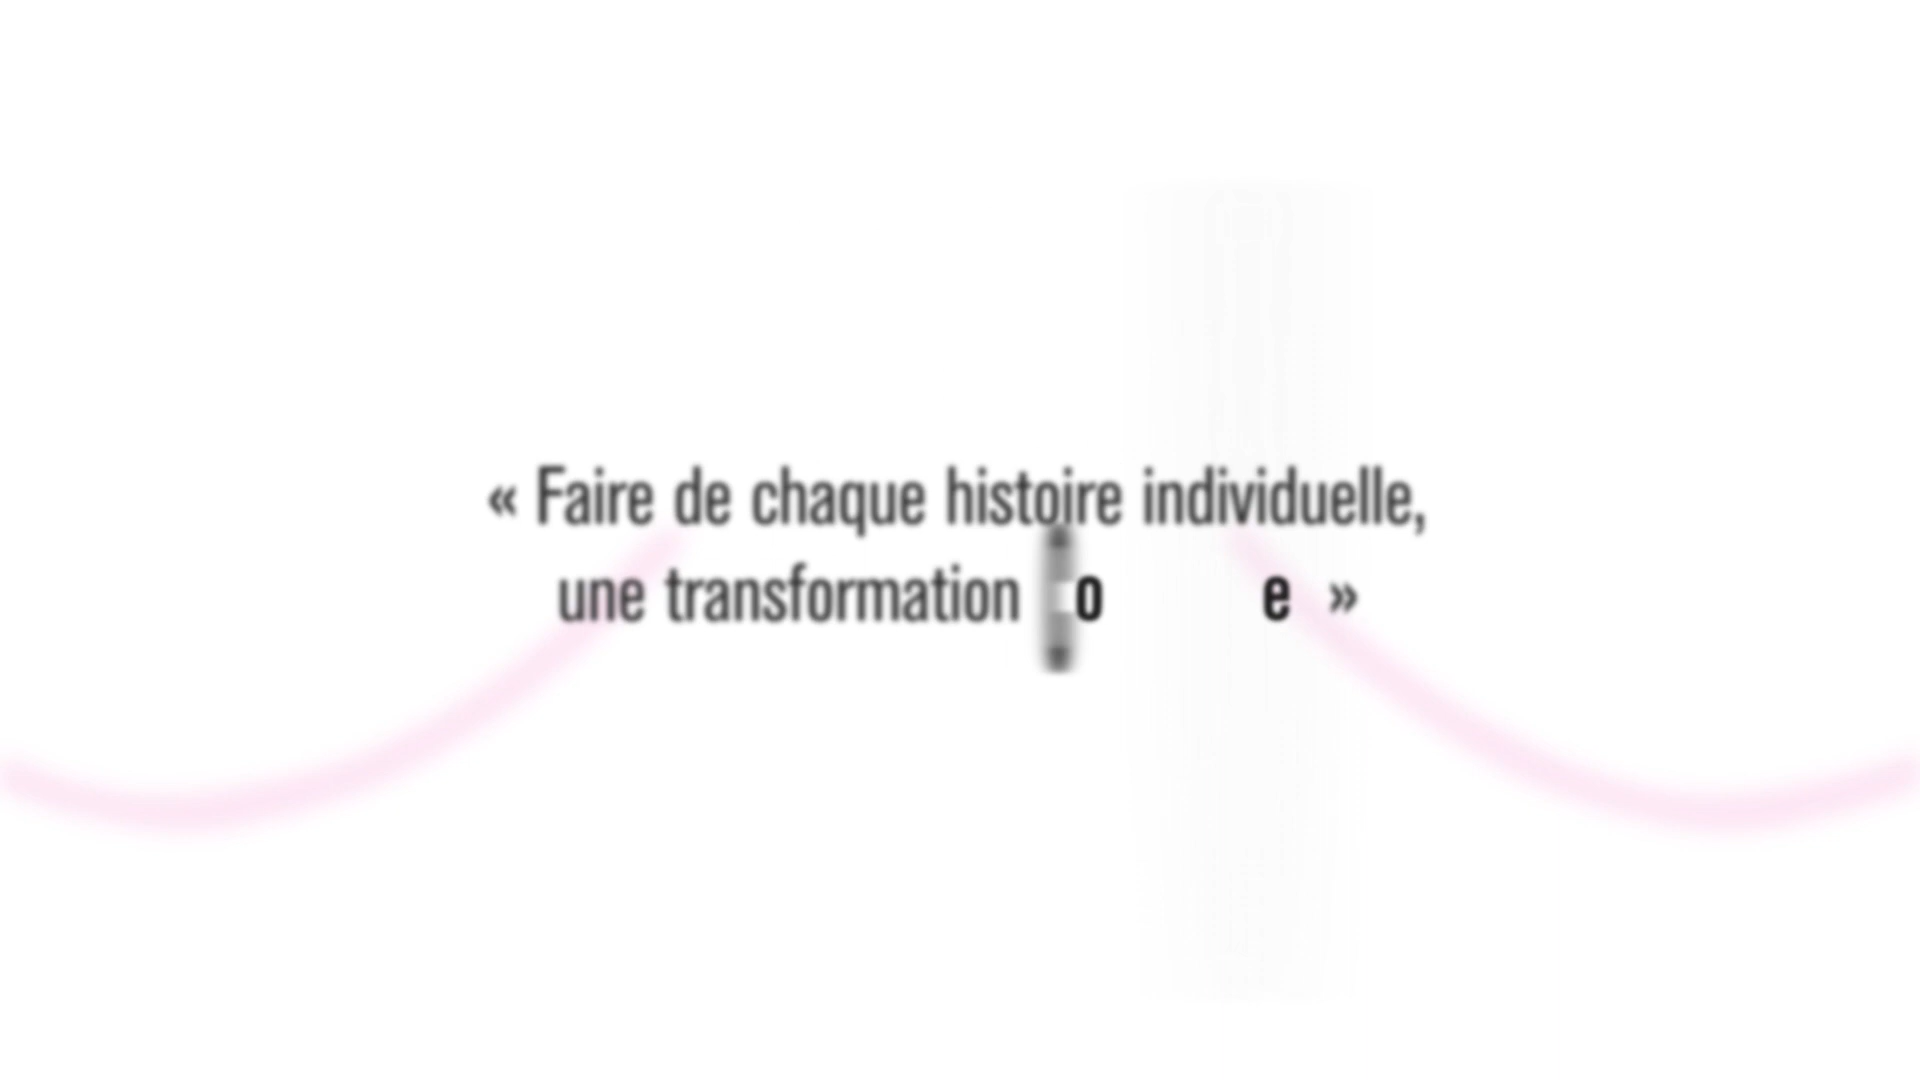 « Faire de chaque histoire individuelle,
une transformation o e »